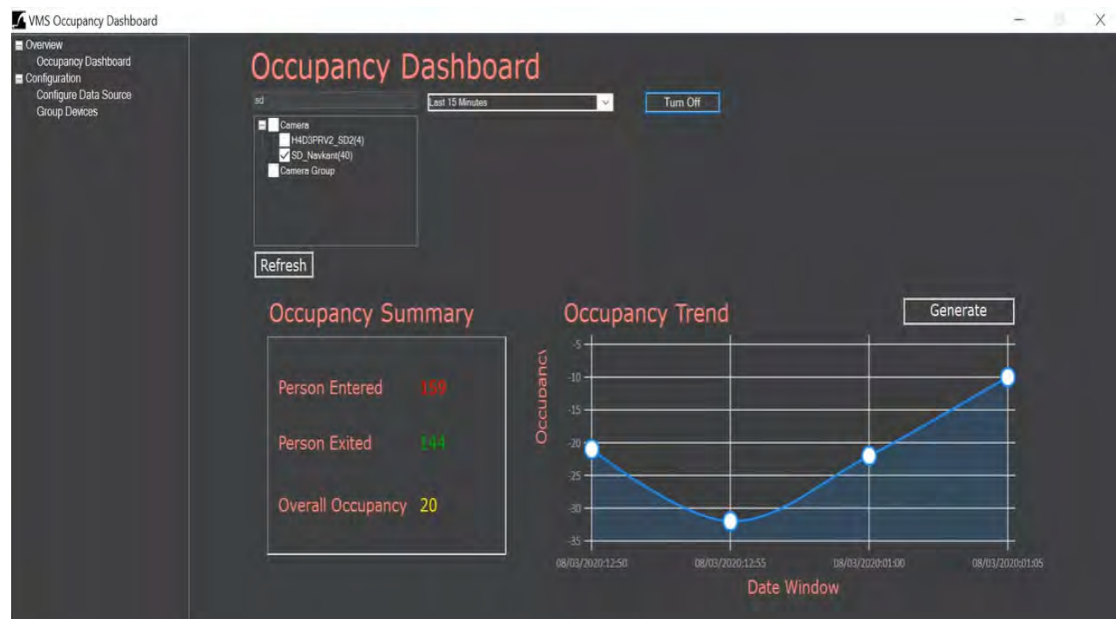 VMS Occupancy Dashboard
Overview
Occupancy Dashboard
Configuration
Configure Data Source
Group Devices
Occupancy Dashboard
sd
Last 15 Minutes
Turn Off
Camera
H4D3PRV2_SD2(4)
SD_Navkant(40)
Camera Group
Refresh
Occupancy Summary
Person Entered
Person Exited 144
Overall Occupancy 20
Occupancy Trend
Generate
Occupancy
-5
-10
-15
-20
-25
-30
-35
08/03/2020:12:50
08/03/2020:12:55
08/03/2020:01:00
08/03/2020:01:05
Date Window